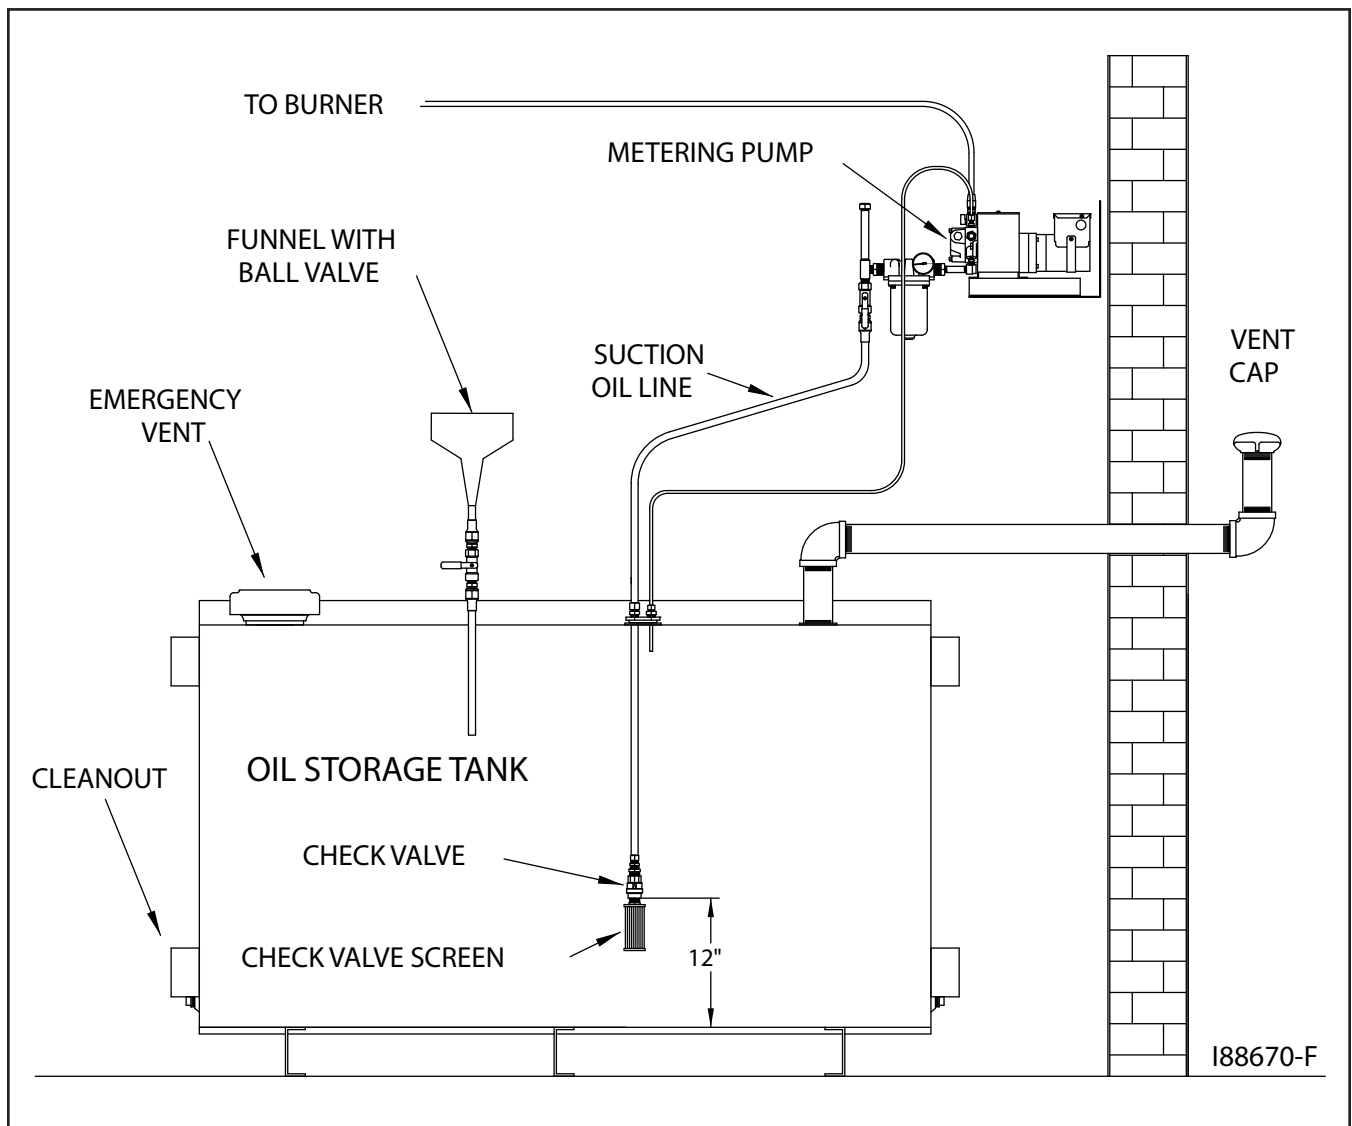 TO BURNER
METERING PUMP
FUNNEL WITH
BALL VALVE
SUCTION
OIL LINE
VENT
CAP
EMERGENCY
VENT
OIL STORAGE TANK
CLEANOUT
CHECK VALVE
CHECK VALVE SCREEN
12"
I88670-F